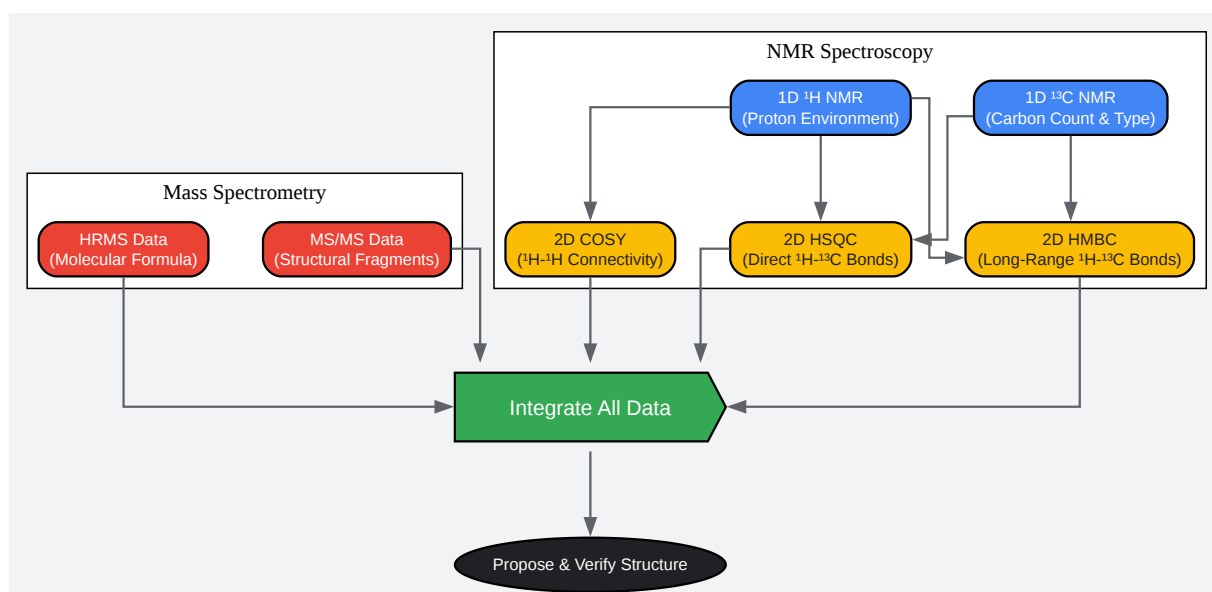 NMR Spectroscopy
1D ¹H NMR
(Proton Environment)
1D ¹³C NMR
(Carbon Count & Type)
Mass Spectrometry
HRMS Data
(Molecular Formula)
MS/MS Data
(Structural Fragments)
2D COSY
(¹H-¹H Connectivity)
2D HSQC
(Direct ¹H-¹³C Bonds)
2D HMBC
(Long-Range ¹H-¹³C Bonds)
Integrate All Data
Propose & Verify Structure